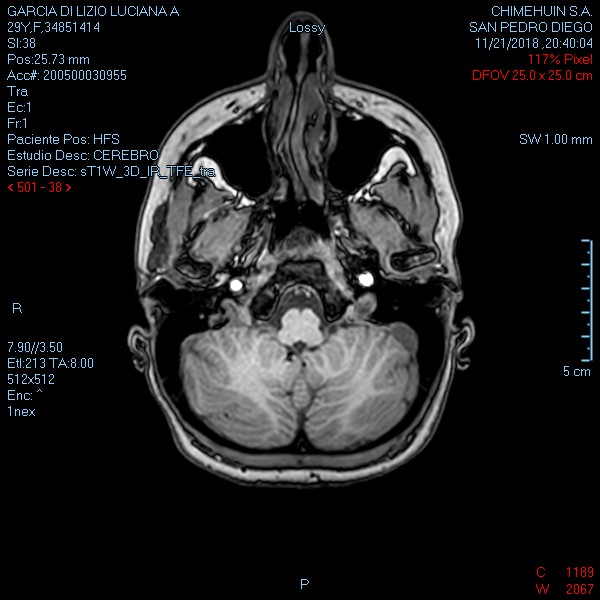 GARCIA DI LIZIO LUCIANA A
29Y,F,34851414
Sl:38
Pos:25.73 mm
Acc#: 200500030955
Tra
Ec:1
Fr:1
Paciente Pos: HFS
Estudio Desc: CEREBRO
Serie Desc: sT1W_3D_IR_TFE_tra
< 501 - 38 >
Lossy
CHIMEHUIN S.A.
SAN PEDRO DIEGO
11/21/2018 ,20:40:04
117% Pixel
DFOV 25.0 x 25.0 cm
SW 1.00 mm
R
7.90//3.50
Etl:213 TA:8.00
512x512
Enc: ^
1nex
5 cm
P
C 1189
W 2067